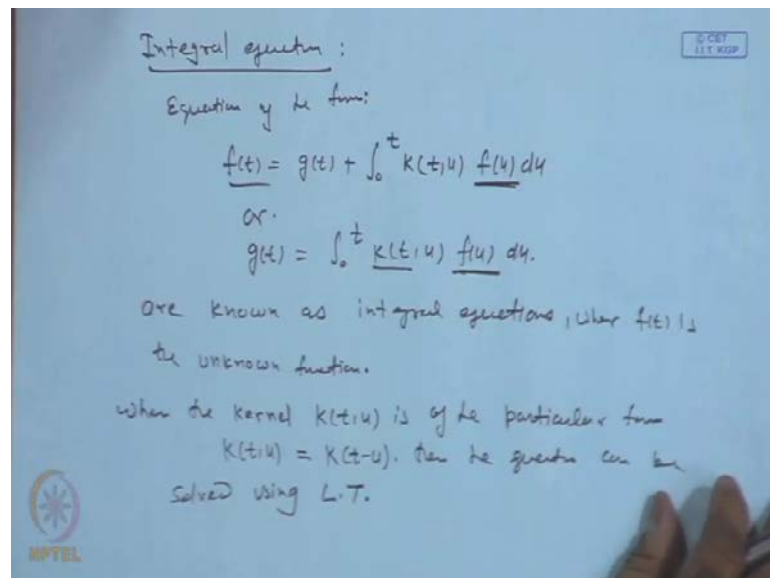 Integral equation :
© CET
I.I.T. KGP
Equation of the form:
f(t) = g(t) + ∫₀ᵗ K(t,u) f(u) du
or.
g(t) = ∫₀ᵗ K(t,u) f(u) du.
are known as integral equations, where f(t) is
the unknown function.
when the kernel K(t,u) is of the particular form
K(t,u) = K(t-u). then the equation can be
solved using L.T.
NPTEL